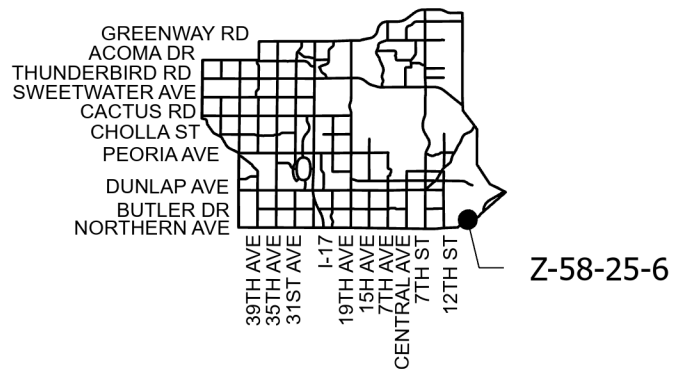 GREENWAY RD
ACOMA DR
THUNDERBIRD RD
SWEETWATER AVE
CACTUS RD
CHOLLA ST
PEORIA AVE
DUNLAP AVE
BUTLER DR
NORTHERN AVE
39TH AVE
35TH AVE
31ST AVE
I-17
19TH AVE
15H AVE
7TH AVE
CENTRAL AVE
7TH ST
12TH ST
Z-58-25-6